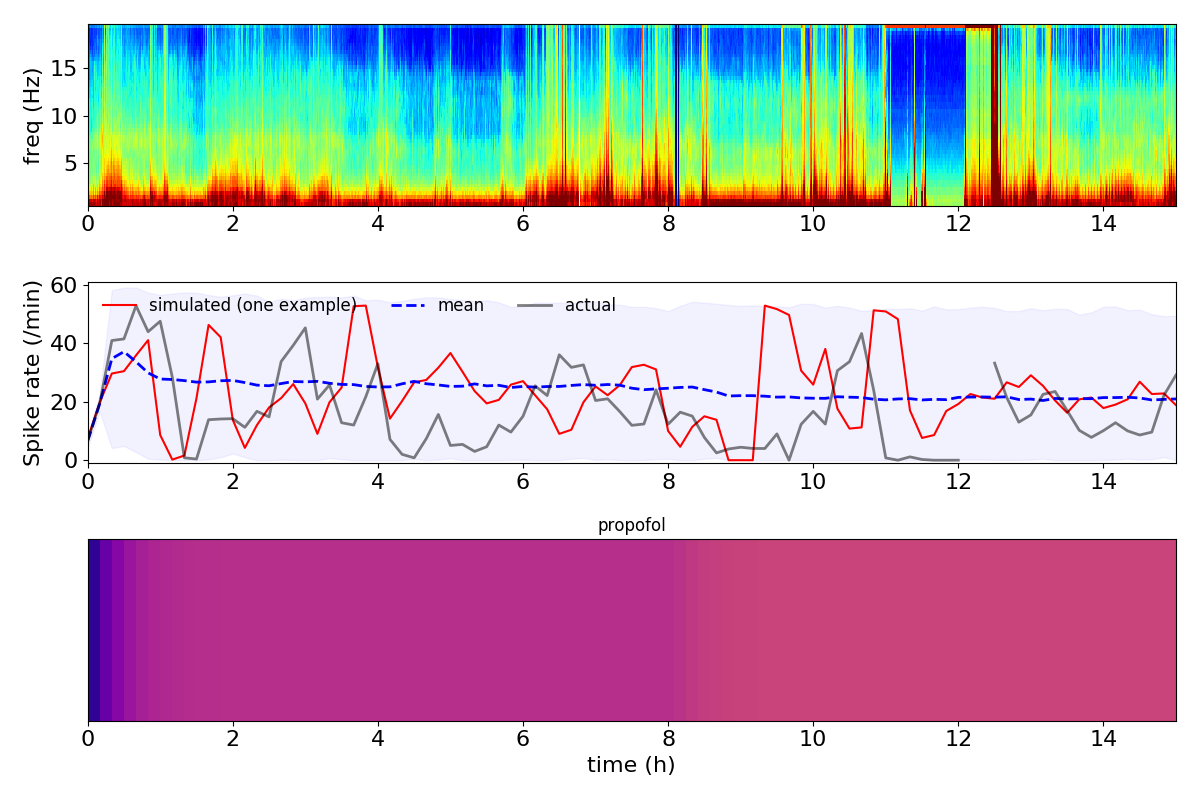 freq (Hz)
15
10
5
0 2 4 6 8 10 12 14
Spike rate (/min)
60
40
20
0
simulated (one example) mean actual
0 2 4 6 8 10 12 14
propofol
0 2 4 6 8 10 12 14
time (h)